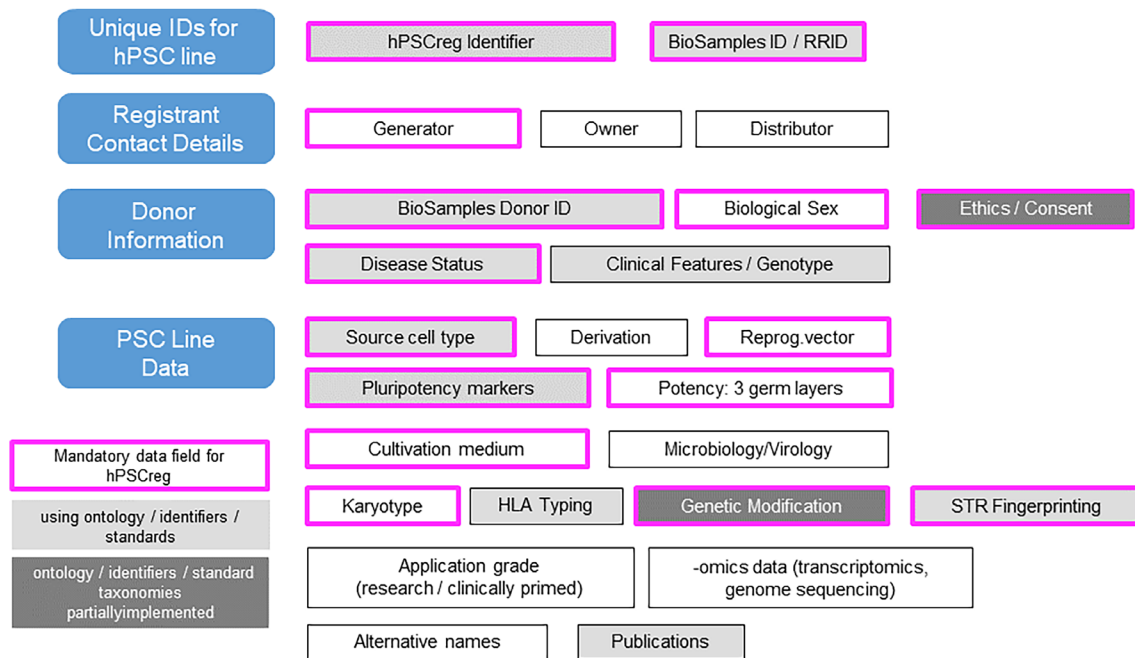 Unique IDs for
hPSC line
hPSCreg Identifier
BioSamples ID / RRID
Registrant
Contact Details
Generator
Owner
Distributor
Donor
Information
BioSamples Donor ID
Biological Sex
Ethics / Consent
Disease Status
Clinical Features / Genotype
PSC Line
Data
Source cell type
Derivation
Reprog.vector
Pluripotency markers
Potency: 3 germ layers
Cultivation medium
Microbiology/Virology
Karyotype
HLA Typing
Genetic Modification
STR Fingerprinting
Application grade
(research / clinically primed)
-omics data (transcriptomics,
genome sequencing)
Alternative names
Publications
Mandatory data field for
hPSCreg
using ontology / identifiers /
standards
ontology / identifiers / standard
taxonomies
partiallyimplemented